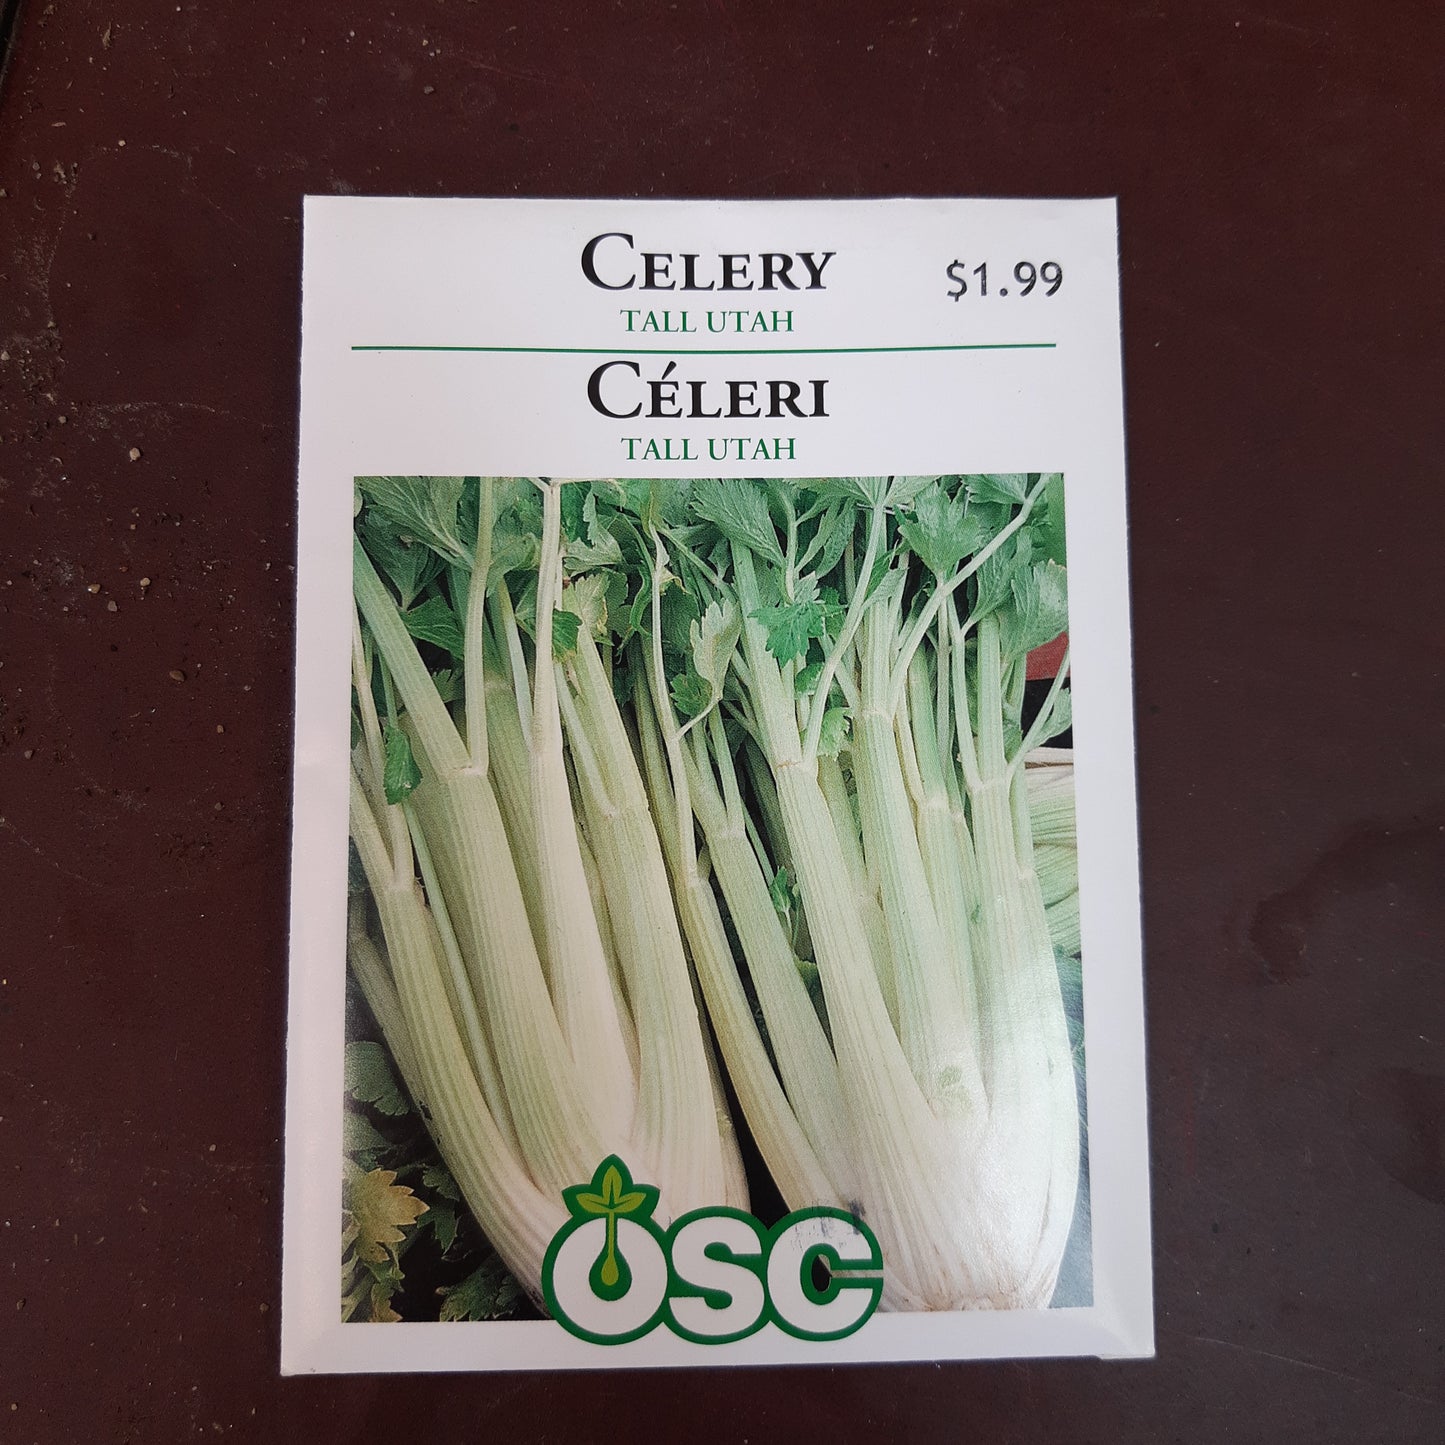 CELERY
$1.99
TALL UTAH
CÉLERI
TALL UTAH
OSC